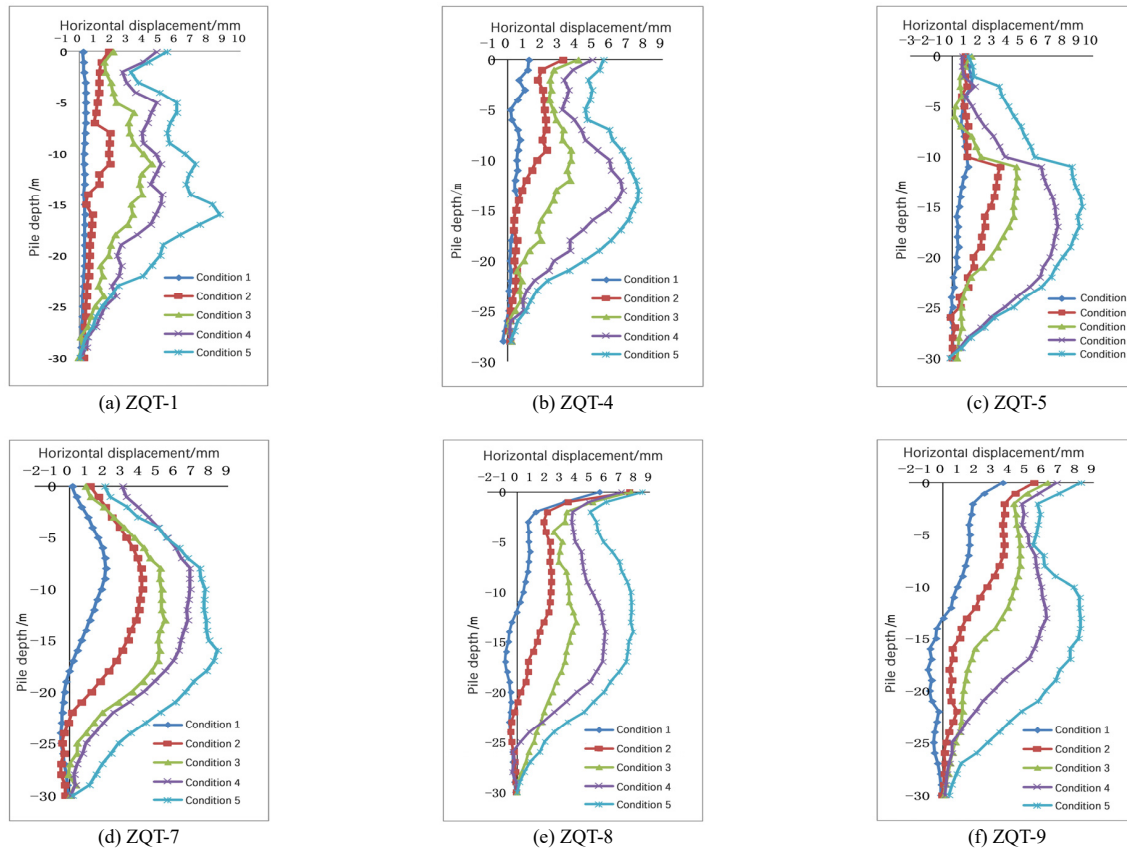 Horizontal displacement/mm
-1 0 1 2 3 4 5 6 7 8 9 10
0
-5
-10
-15
-20
-25
-30
Pile depth /m
Condition 1
Condition 2
Condition 3
Condition 4
Condition 5
(a) ZQT-1
Horizontal displacement/mm
-1 0 1 2 3 4 5 6 7 8 9
0
-5
-10
-15
-20
-25
-30
Pile depth/m
Condition 1
Condition 2
Condition 3
Condition 4
Condition 5
(b) ZQT-4
Horizontal displacement/mm
-3-2-1 0 1 2 3 4 5 6 7 8 9 10
0
-5
-10
-15
-20
-25
-30
Pile depth /m
Condition
Condition
Condition
Condition
Condition
(c) ZQT-5
Horizontal displacement/mm
-2-1 0 1 2 3 4 5 6 7 8 9
0
-5
-10
-15
-20
-25
-30
Pile depth/m
Condition 1
Condition 2
Condition 3
Condition 4
Condition 5
(d) ZQT-7
Horizontal displacement/mm
-2-1 0 1 2 3 4 5 6 7 8 9
0
-5
-10
-15
-20
-25
-30
Pile depth/m
Condition 1
Condition 2
Condition 3
Condition 4
Condition 5
(e) ZQT-8
Horizontal displacement/mm
-2-1 0 1 2 3 4 5 6 7 8 9
0
-5
-10
-15
-20
-25
-30
Pile depth/m
Condition 1
Condition 2
Condition 3
Condition 4
Condition 5
(f) ZQT-9